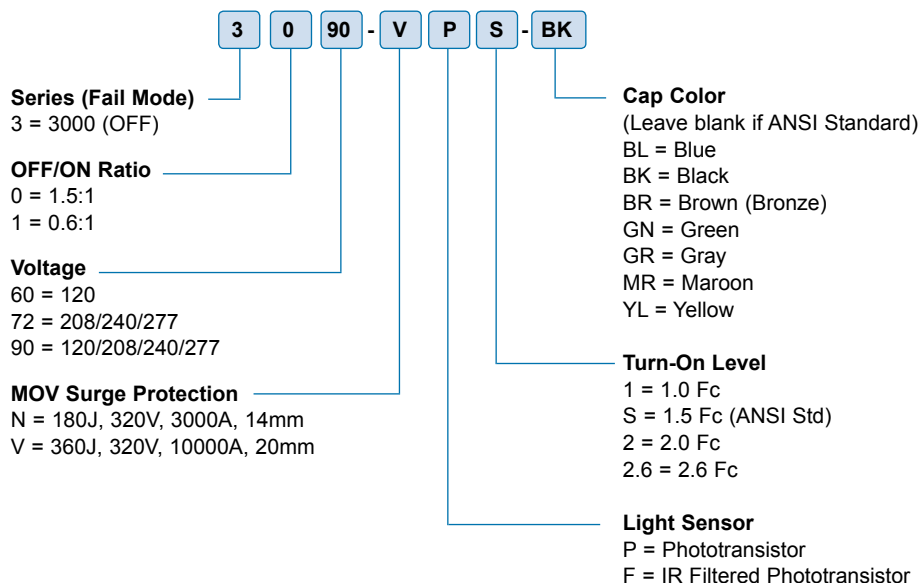 3 0 90 - V P S - BK
Series (Fail Mode)
3 = 3000 (OFF)
OFF/ON Ratio
0 = 1.5:1
1 = 0.6:1
Voltage
60 = 120
72 = 208/240/277
90 = 120/208/240/277
MOV Surge Protection
N = 180J, 320V, 3000A, 14mm
V = 360J, 320V, 10000A, 20mm
Cap Color
(Leave blank if ANSI Standard)
BL = Blue
BK = Black
BR = Brown (Bronze)
GN = Green
GR = Gray
MR = Maroon
YL = Yellow
Turn-On Level
1 = 1.0 Fc
S = 1.5 Fc (ANSI Std)
2 = 2.0 Fc
2.6 = 2.6 Fc
Light Sensor
P = Phototransistor
F = IR Filtered Phototransistor